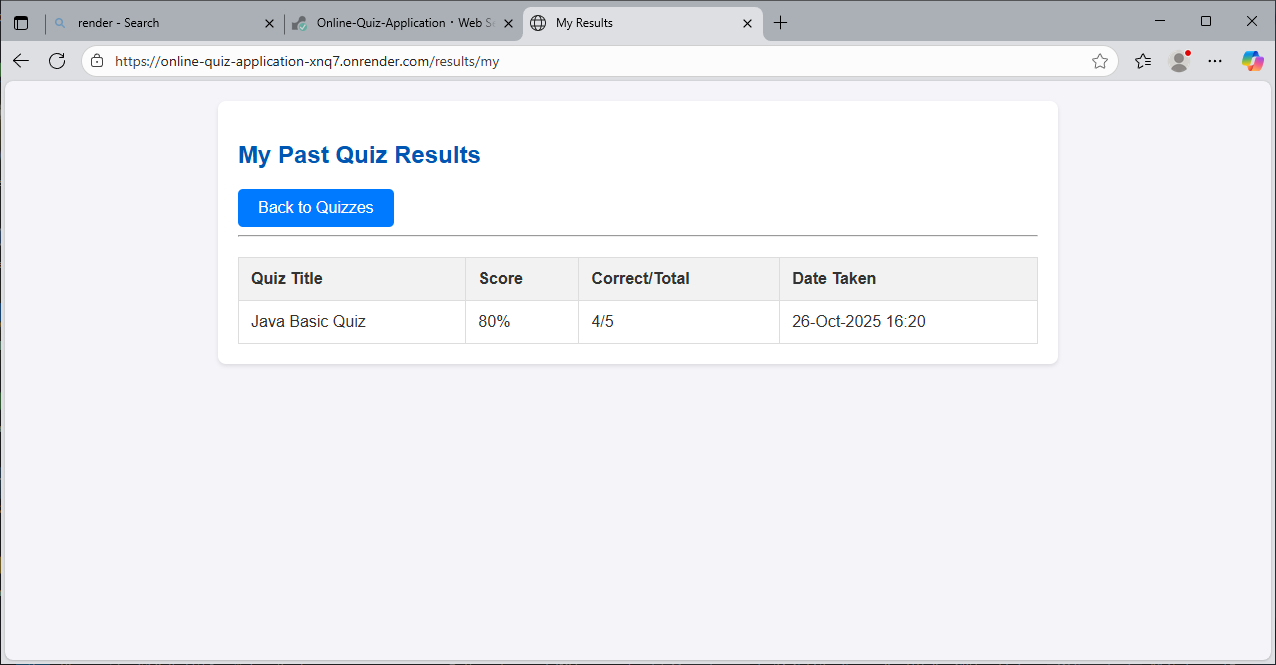 render - Search
Online-Quiz-Application · Web Se
My Results
https://online-quiz-application-xnq7.onrender.com/results/my
My Past Quiz Results
Back to Quizzes
Quiz Title Score Correct/Total Date Taken
Java Basic Quiz 80% 4/5 26-Oct-2025 16:20